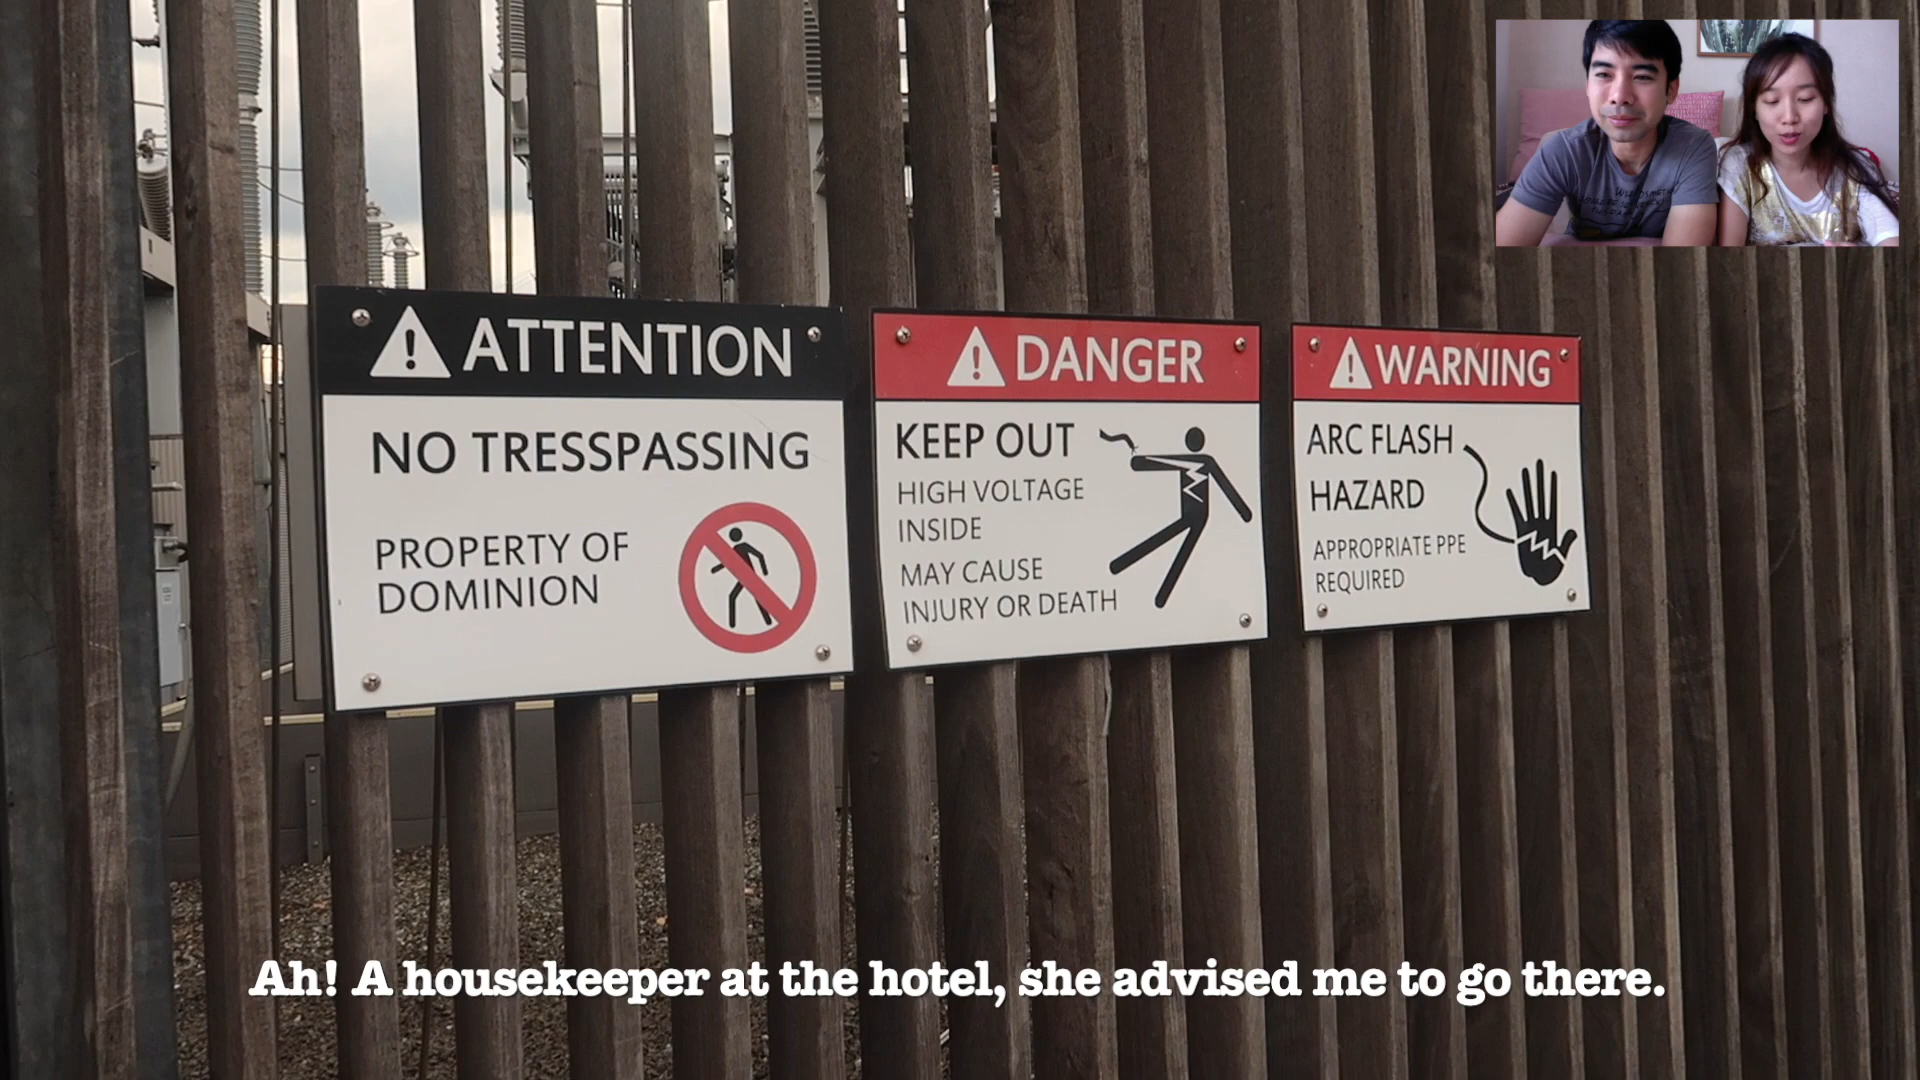 ATTENTION
NO TRESSPASSING
PROPERTY OF
DOMINION
DANGER
KEEP OUT
HIGH VOLTAGE
INSIDE
MAY CAUSE
INJURY OR DEATH
WARNING
ARC FLASH
HAZARD
APPROPRIATE PPE
REQUIRED
Ah! A housekeeper at the hotel, she advised me to go there.